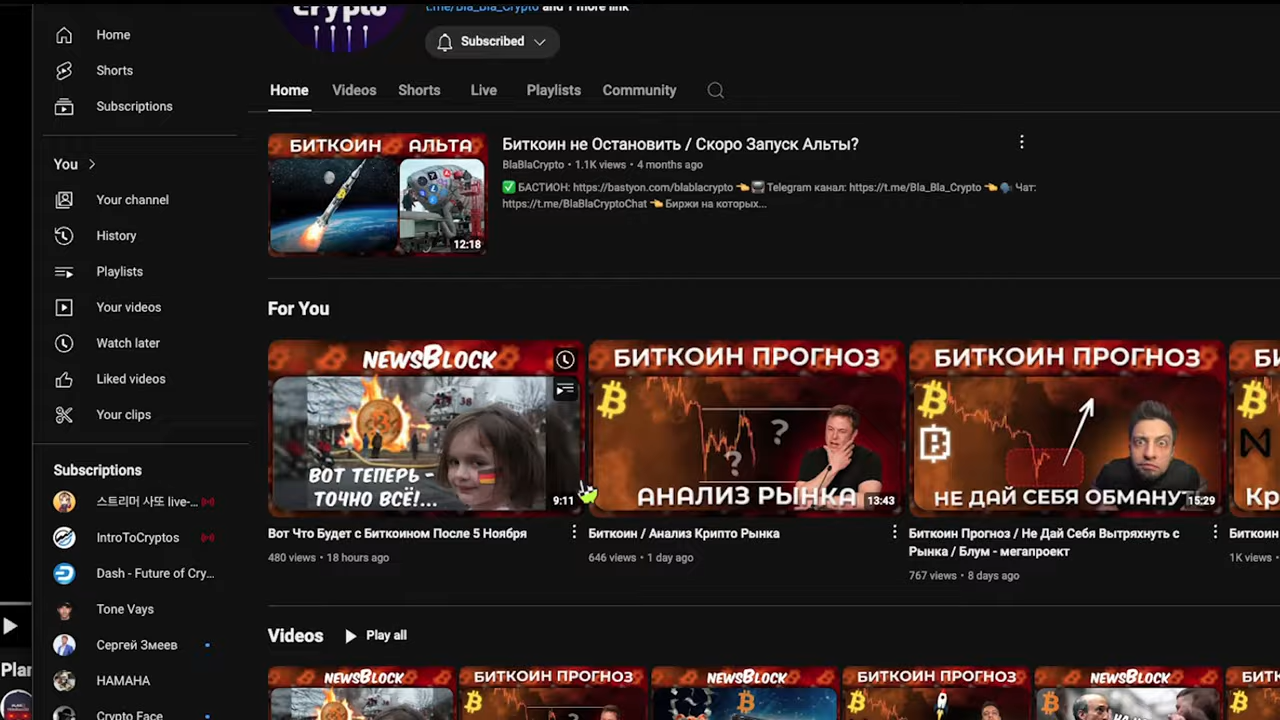 Crypto
t.me/Bla_Bla_Crypto and 1 more link
Subscribed
Home
Shorts
Subscriptions
You
Your channel
History
Playlists
Your videos
Watch later
Liked videos
Your clips
Subscriptions
스트리머 사또 live-...
IntroToCryptos
Dash - Future of Cry...
Tone Vays
Сергей Змеев
HAMAHA
Crypto Face
Plan
Home Videos Shorts Live Playlists Community
БИТКОИН АЛЬТА
12:18
Биткоин не Остановить / Скоро Запуск Альты?
BlaBlaCrypto • 1.1K views • 4 months ago
✅ БАСТИОН: https://bastyon.com/blablacrypto 👈 Telegram канал: https://t.me/Bla_Bla_Crypto 👈 🗣 Чат:
https://t.me/BlaBlaCryptoChat 👈 Биржи на которых...
For You
NEWSBLOCK
ВОТ ТЕПЕРЬ -
ТОЧНО ВСЁ!...
9:11
Вот Что Будет с Биткоином После 5 Ноября
480 views • 18 hours ago
БИТКОИН ПРОГНОЗ
? ?
АНАЛИЗ РЫНКА
13:43
Биткоин / Анализ Крипто Рынка
646 views • 1 day ago
БИТКОИН ПРОГНОЗ
НЕ ДАЙ СЕБЯ ОБМАНУТ
15:29
Биткоин Прогноз / Не Дай Себя Вытряхнуть с
Рынка / Блум - мегапроект
767 views • 8 days ago
БИ
Кр
Биткоин
1K views •
Videos Play all
NEWSBLOCK
БИТКОИН ПРОГНОЗ
NEWSBLOCK
БИТКОИН ПРОГНОЗ
NEWSBLOCK
БИТК